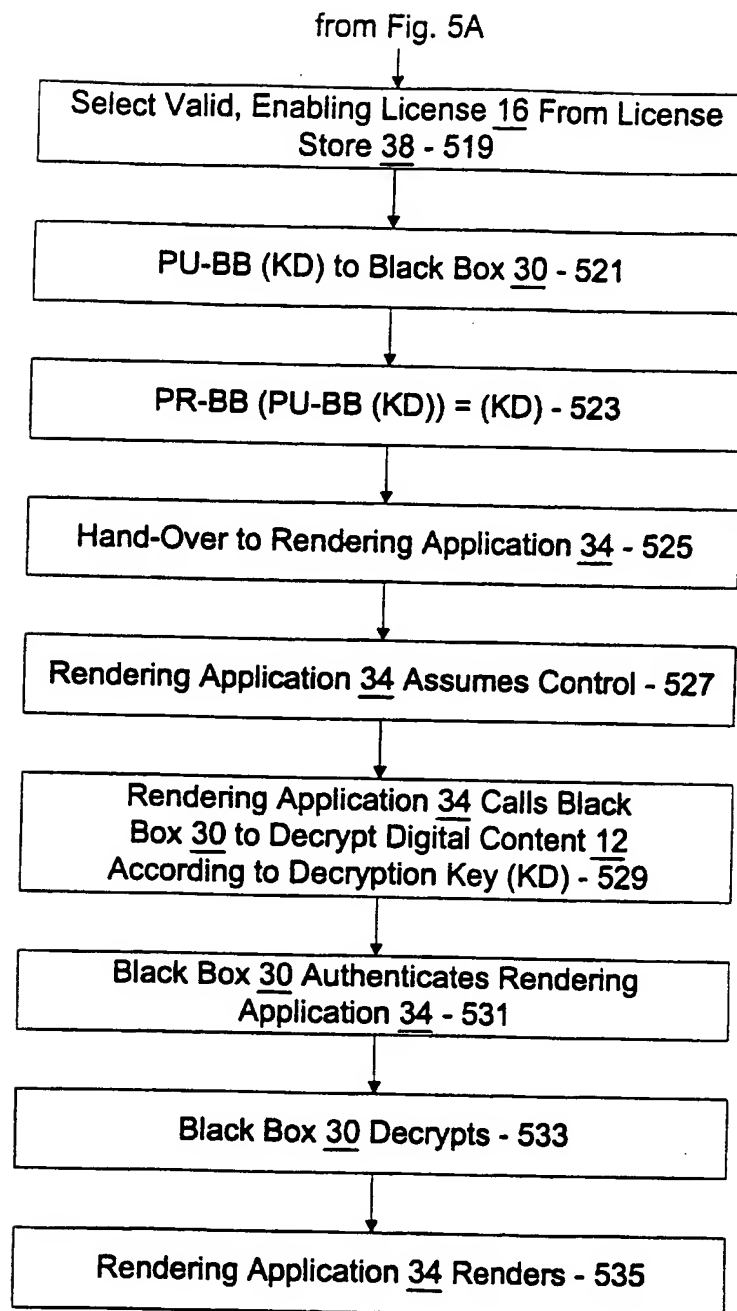 from Fig. 5A
Select Valid, Enabling License 16 From License
Store 38 - 519
PU-BB (KD) to Black Box 30 - 521
PR-BB (PU-BB (KD)) = (KD) - 523
Hand-Over to Rendering Application 34 - 525
Rendering Application 34 Assumes Control - 527
Rendering Application 34 Calls Black
Box 30 to Decrypt Digital Content 12
According to Decryption Key (KD) - 529
Black Box 30 Authenticates Rendering
Application 34 - 531
Black Box 30 Decrypts - 533
Rendering Application 34 Renders - 535